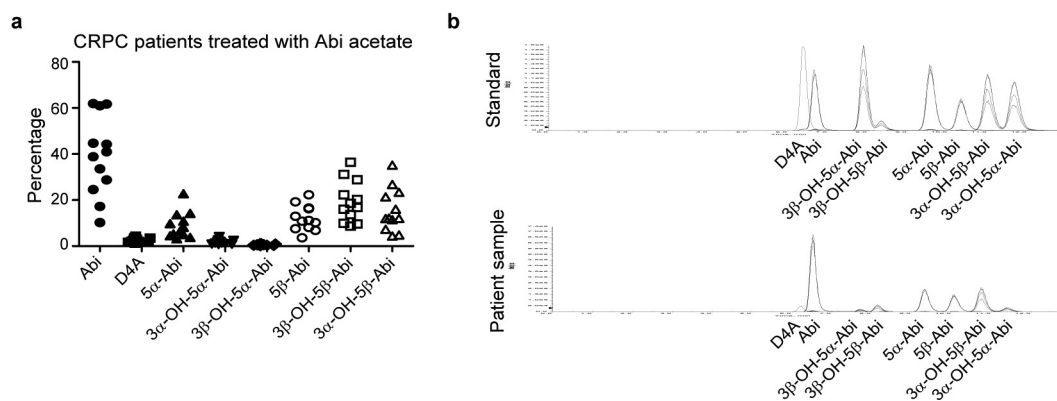 a
CRPC patients treated with Abi acetate
Percentage
80
60
40
20
0
Abi
D4A
5α-Abi
3α-OH-5α-Abi
3β-OH-5α-Abi
5β-Abi
3β-OH-5β-Abi
3α-OH-5β-Abi
b
Standard
D4A
Abi
3β-OH-5α-Abi
3β-OH-5β-Abi
5α-Abi
5β-Abi
3α-OH-5β-Abi
3α-OH-5α-Abi
Patient sample
D4A
Abi
3β-OH-5α-Abi
3β-OH-5β-Abi
5α-Abi
5β-Abi
3α-OH-5β-Abi
3α-OH-5α-Abi